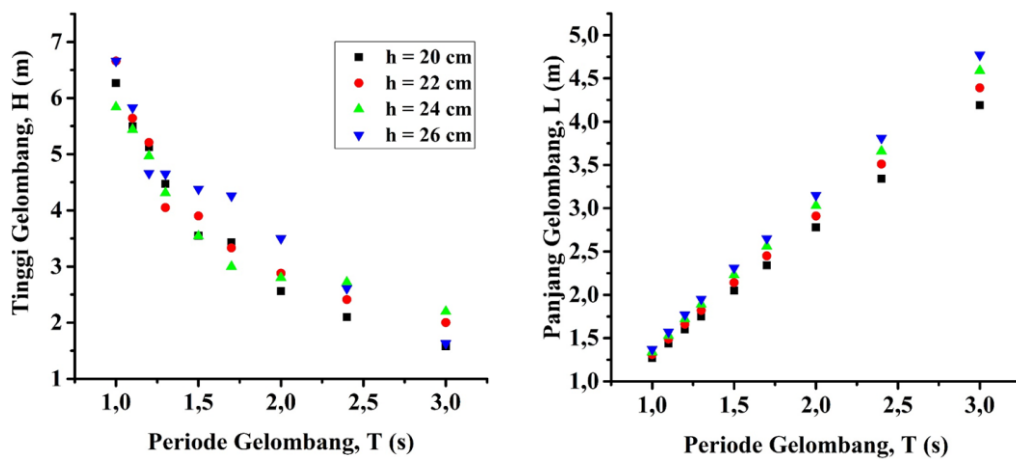 Tinggi Gelombang, H (m)
7
6
5
4
3
2
1
h = 20 cm
h = 22 cm
h = 24 cm
h = 26 cm
1,0 1,5 2,0 2,5 3,0
Periode Gelombang, T (s)
Panjang Gelombang, L (m)
5,0
4,5
4,0
3,5
3,0
2,5
2,0
1,5
1,0
1,0 1,5 2,0 2,5 3,0
Periode Gelombang, T (s)